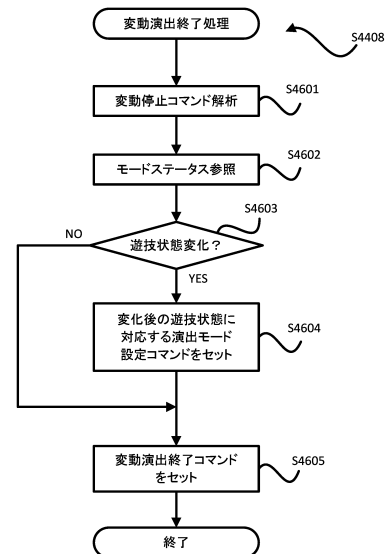 変動演出終了処理
S4408
S4601
変動停止コマンド解析
S4602
モードステータス参照
S4603
NO
遊技状態変化？
YES
変化後の遊技状態に
対応する演出モード
設定コマンドをセット
S4604
変動演出終了コマンド
をセット
S4605
終了